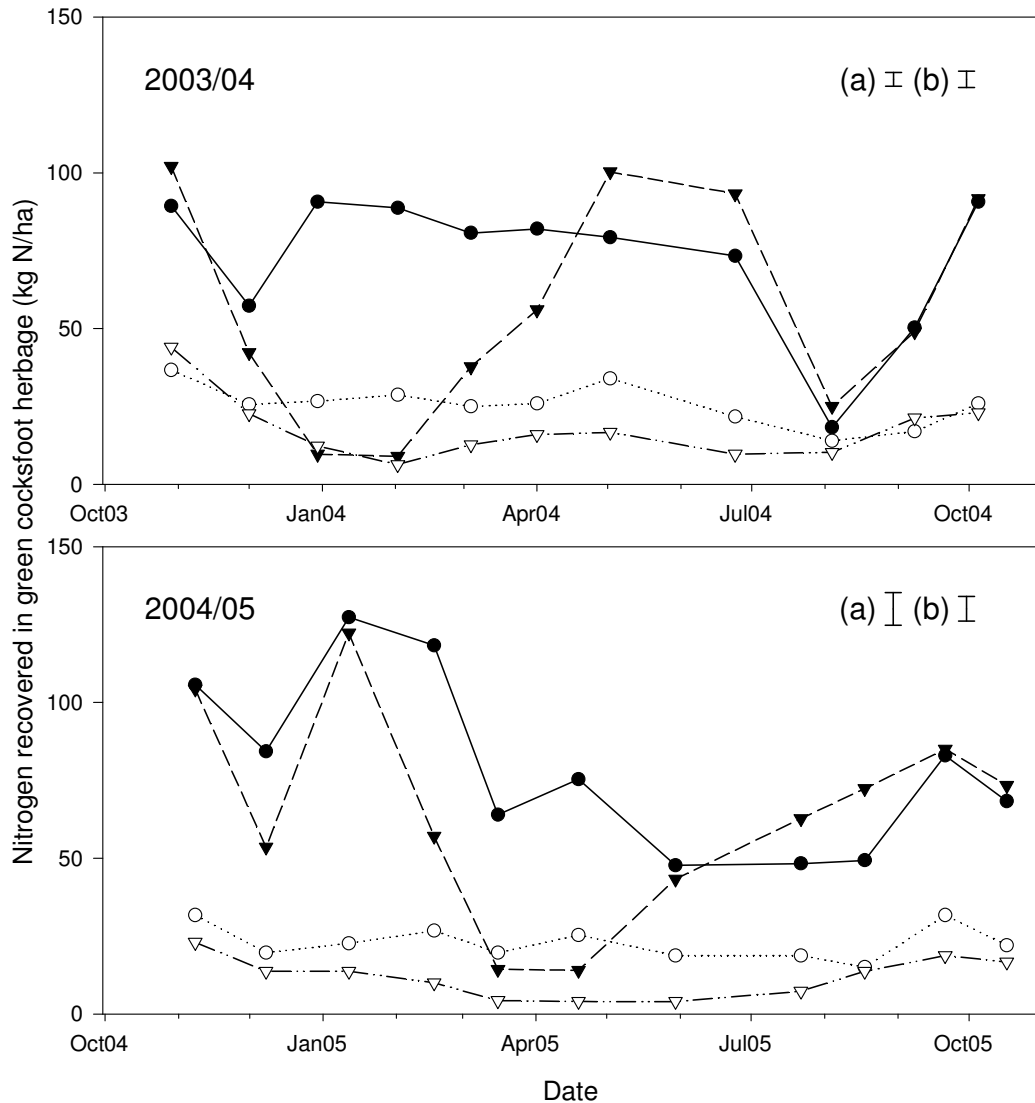 Nitrogen recovered in green cocksfoot herbage (kg N/ha)
150
2003/04 (a) (b)
100
50
0
Oct03 Jan04 Apr04 Jul04 Oct04
150
2004/05 (a) (b)
100
50
0
Oct04 Jan05 Apr05 Jul05 Oct05
Date